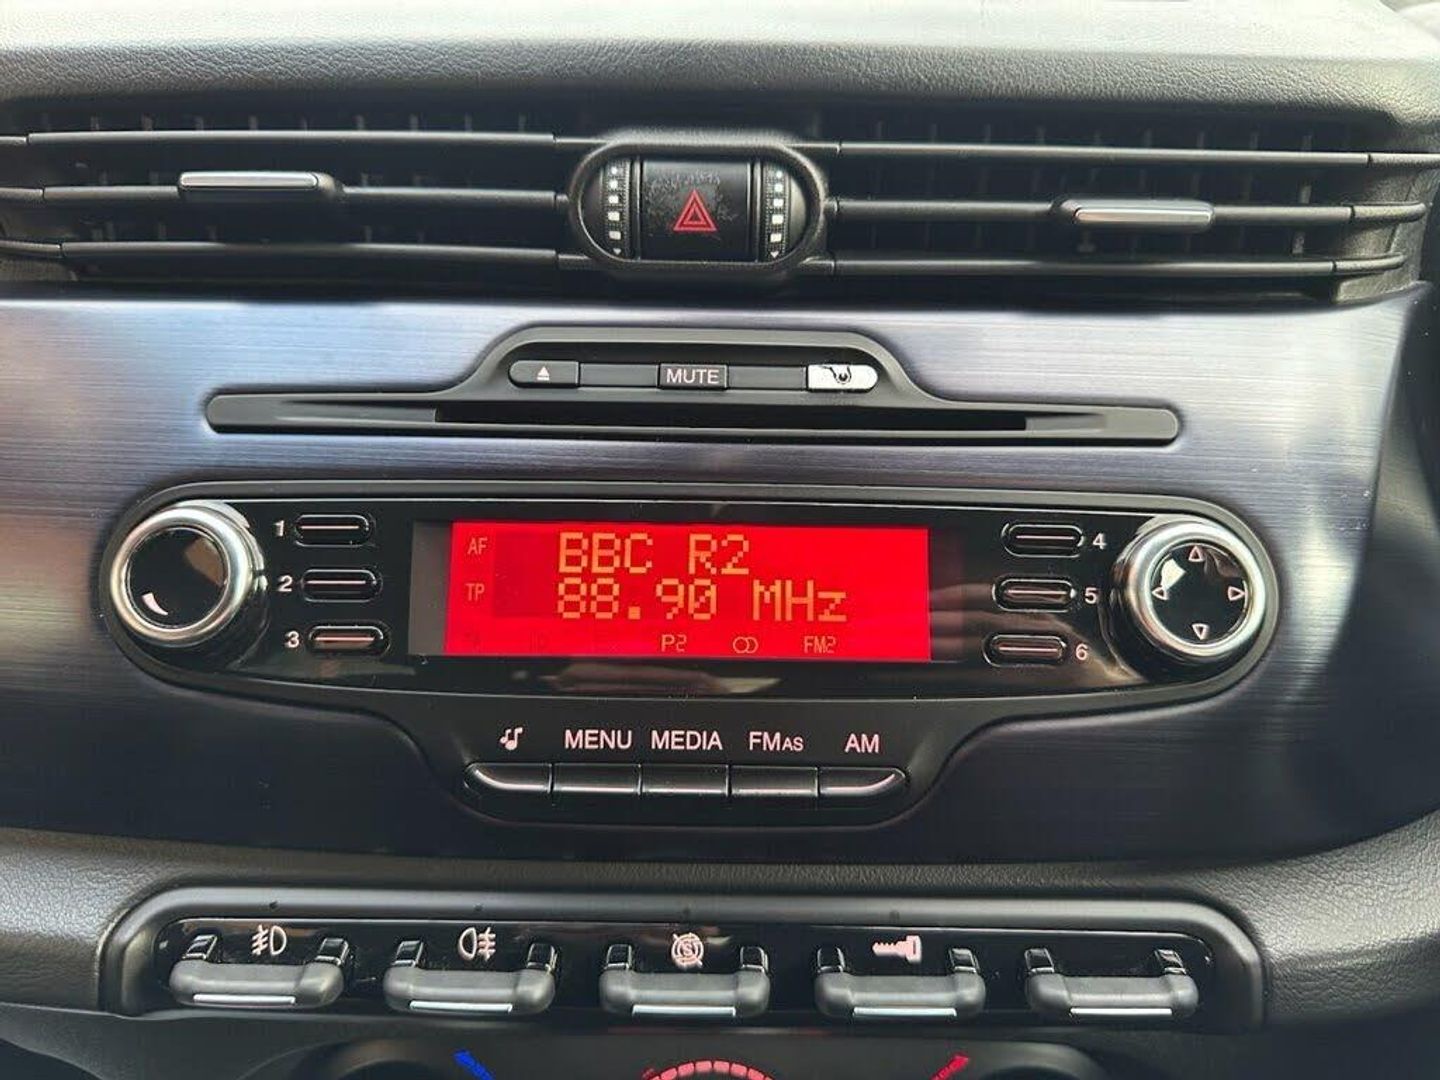 MUTE
1
2
3
AF
TP
BBC R2
88.90 MHz
P2
FM2
4
5
6
MENU MEDIA FMAS AM
S